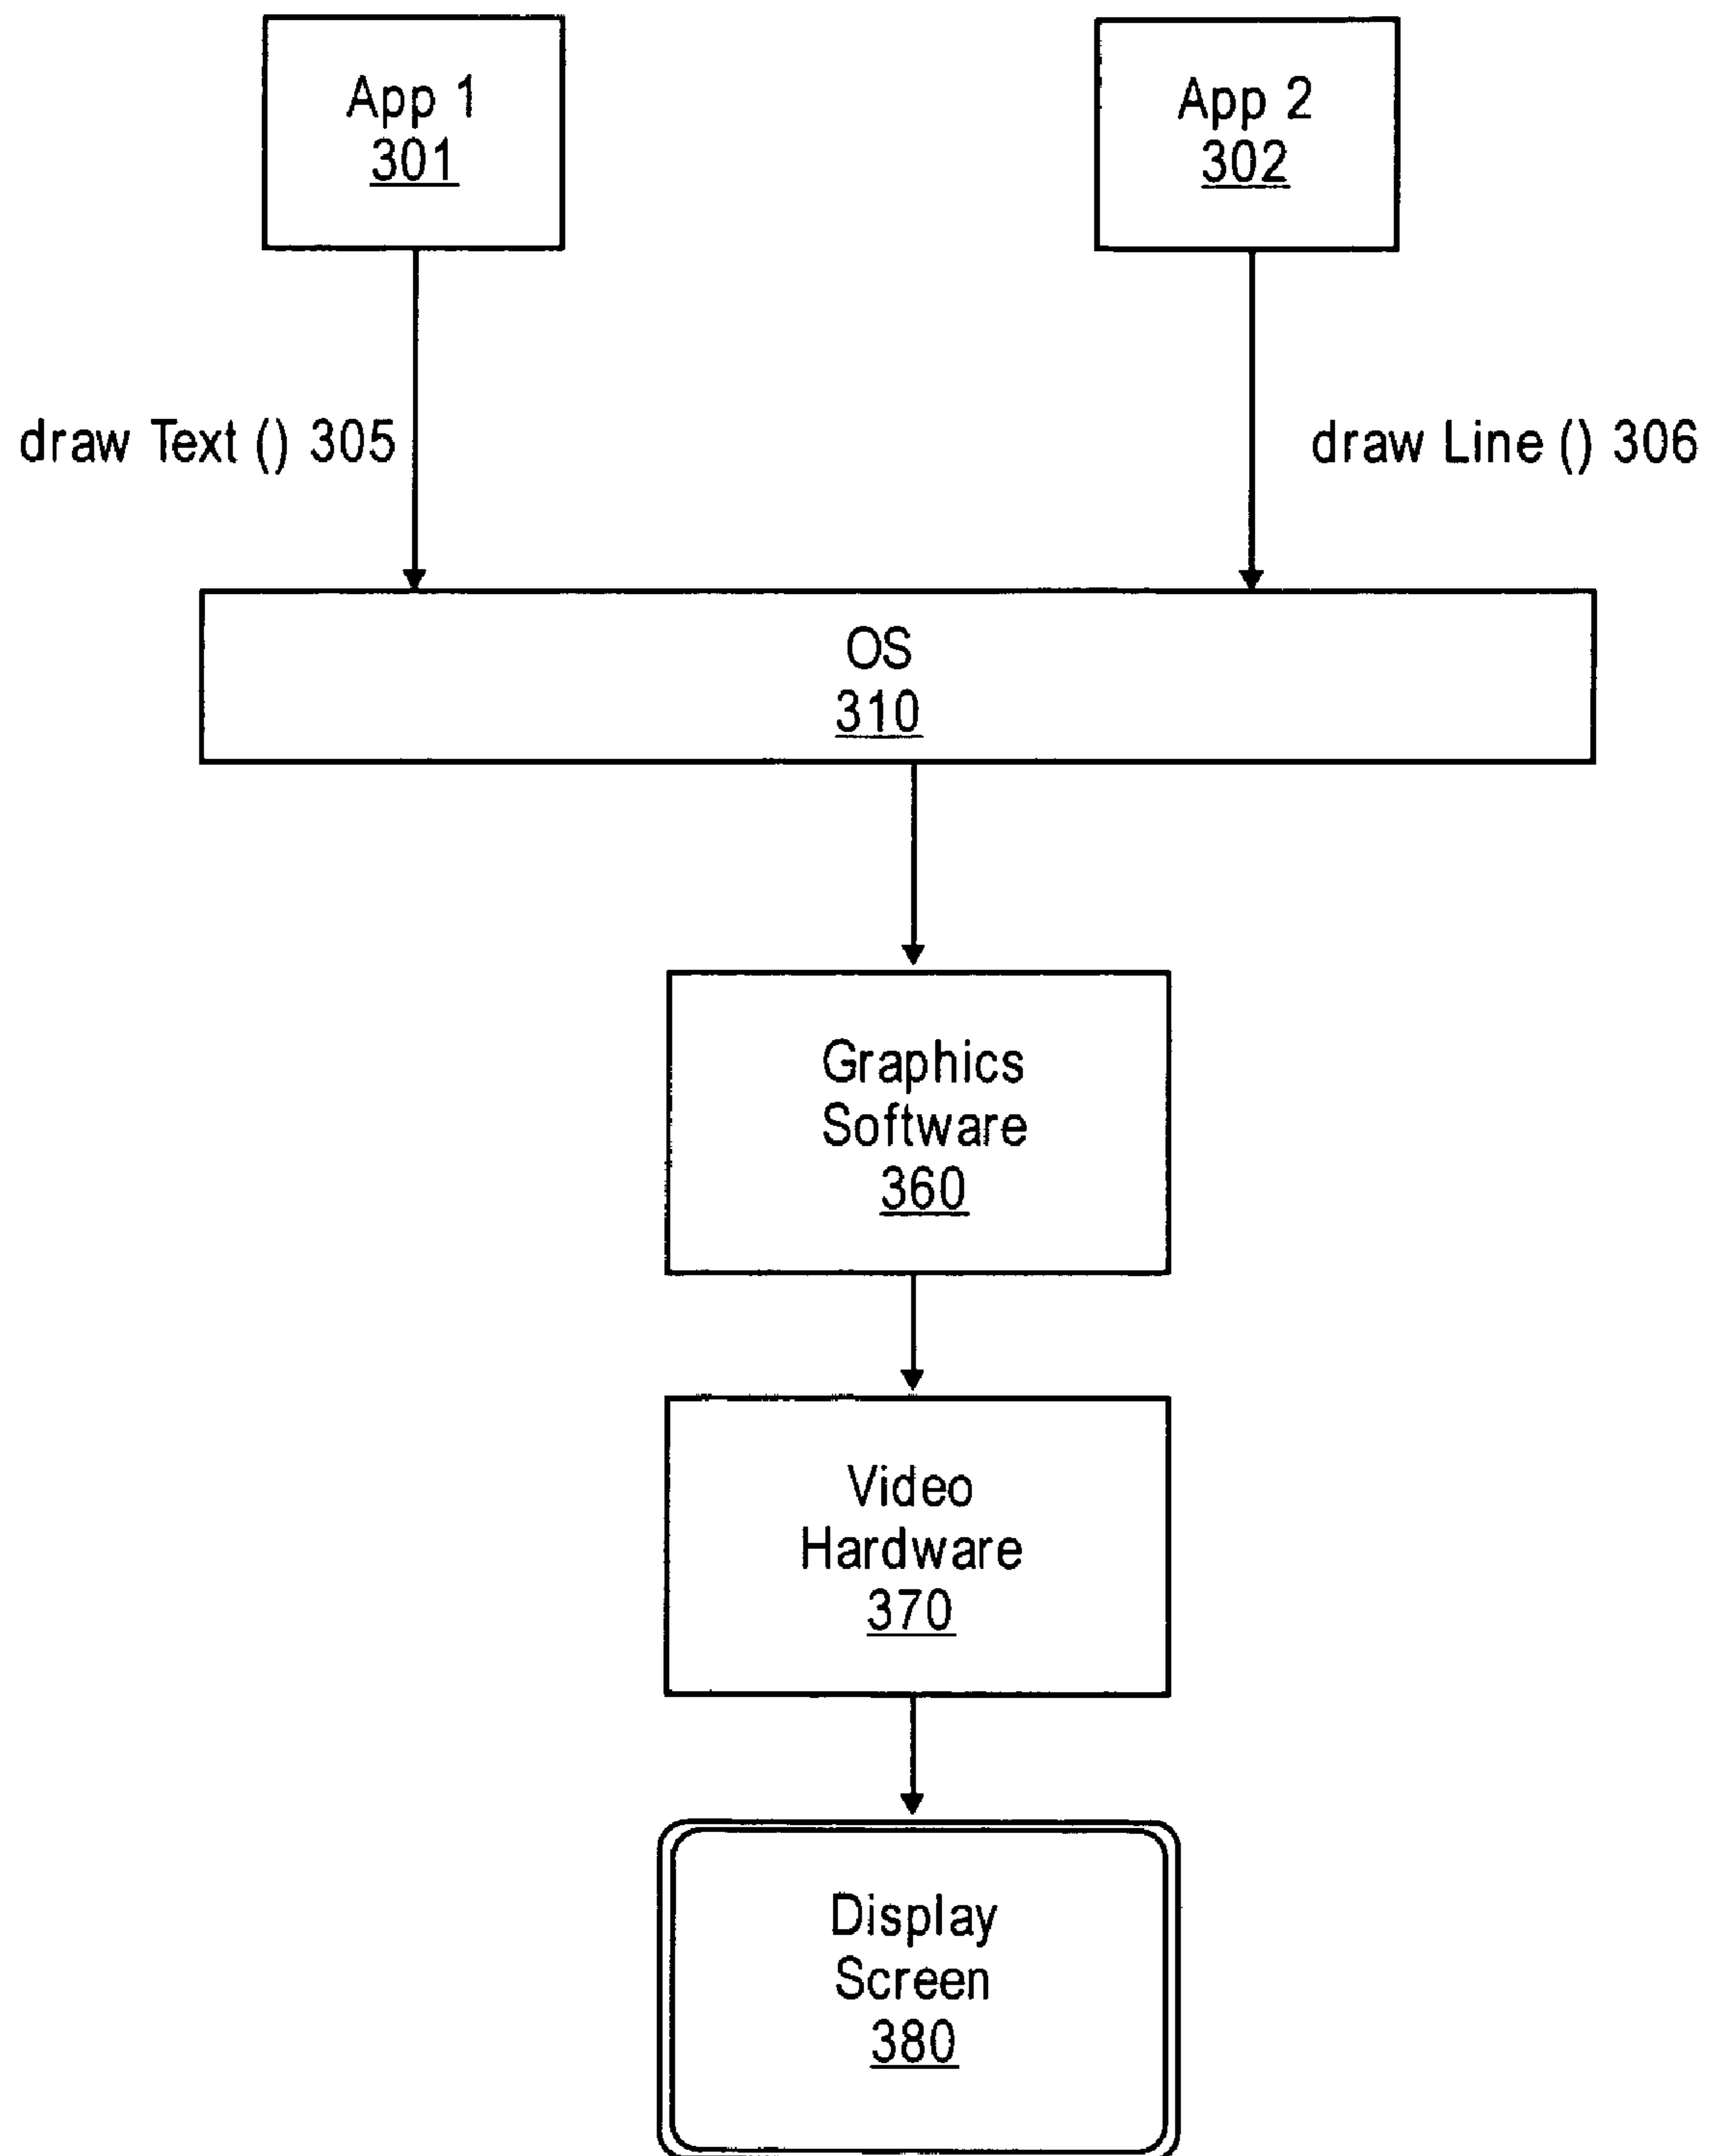 App 1
301
App 2
302
draw Text () 305
draw Line () 306
OS
310
Graphics
Software
360
Video
Hardware
370
Display
Screen
380